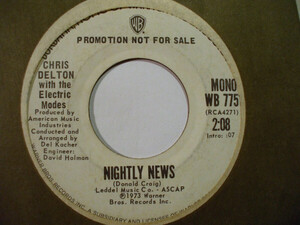 WB
PROMOTION NOT FOR SALE
CHRIS
DELTON
with the
Electric
Modes
Produced by
American Music
Industries
Conducted and
Arranged by
Del Kacher
Engineer:
David Holman
MONO
WB 775
(RCA4271)
2:08
Intro: :07
NIGHTLY NEWS
(Donald Craig)
Leddel Music Co. - ASCAP
©1973 Warner
Bros. Records Inc.